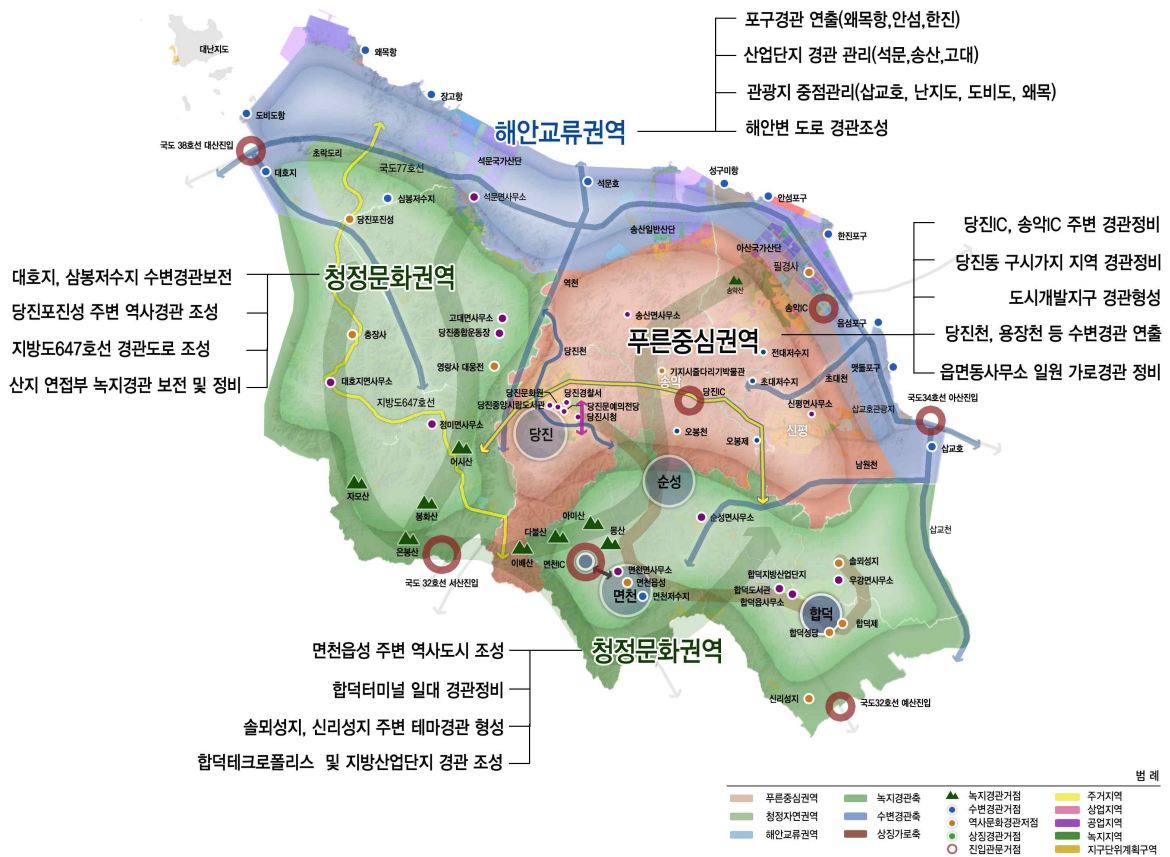 포구경관 연출(왜목항,안섬,한진)
산업단지 경관 관리(석문,송산,고대)
관광지 중점관리(삽교호, 난지도, 도비도, 왜목)
해안변 도로 경관조성
해안교류권역
대난지도
왜목항
장고항
도비도항
국도 38호선 대산진입
대호지
초락도리
국도77호선
석문국가산단
삼봉저수지
석문면사무소
석문호
성구미항
안섬포구
한진포구
당진포진성
송산일반산단
아산국가산단
필경사
송악산
송악IC
음섬포구
역천
대호지, 삼봉저수지 수변경관보전
당진포진성 주변 역사경관 조성
지방도647호선 경관도로 조성
산지 연접부 녹지경관 보전 및 정비
청정문화권역
당진IC, 송악IC 주변 경관정비
당진동 구시가지 지역 경관정비
도시개발지구 경관형성
당진천, 용장천 등 수변경관 연출
읍면동사무소 일원 가로경관 정비
고대면사무소
당진종합운동장
송산면사무소
푸른중심권역
충장사
영랑사 대웅전
당진천
전대저수지
맷돌포구
기지시줄다리기박물관
송악
초대저수지
초대천
대호지면사무소
지방도647호선
당진문화원
당진경찰서
당진중앙시립도서관
당진문예의전당
당진시청
당진IC
신평면사무소
삽교호관광지
국도34호선 아산진입
정미면사무소
당진
오봉천
오봉제
신평
삽교호
어시산
남원천
자모산
순성
봉화산
은봉산
국도 32호선 서산진입
아미산
다불산
몽산
이배산
면천IC
순성면사무소
삽교천
면천면사무소
면천읍성
면천
면천저수지
합덕지방산업단지
합덕도서관
합덕읍사무소
솔뫼성지
우강면사무소
합덕
합덕제
합덕성당
청정문화권역
신리성지
국도32호선 예산진입
면천읍성 주변 역사도시 조성
합덕터미널 일대 경관정비
솔뫼성지, 신리성지 주변 테마경관 형성
합덕테크로폴리스 및 지방산업단지 경관 조성
범 례
푸른중심권역
청정자연권역
해안교류권역
녹지경관축
수변경관축
상징가로축
녹지경관거점
수변경관거점
역사문화경관저점
상징경관거점
진입관문거점
주거지역
상업지역
공업지역
녹지지역
지구단위계획구역